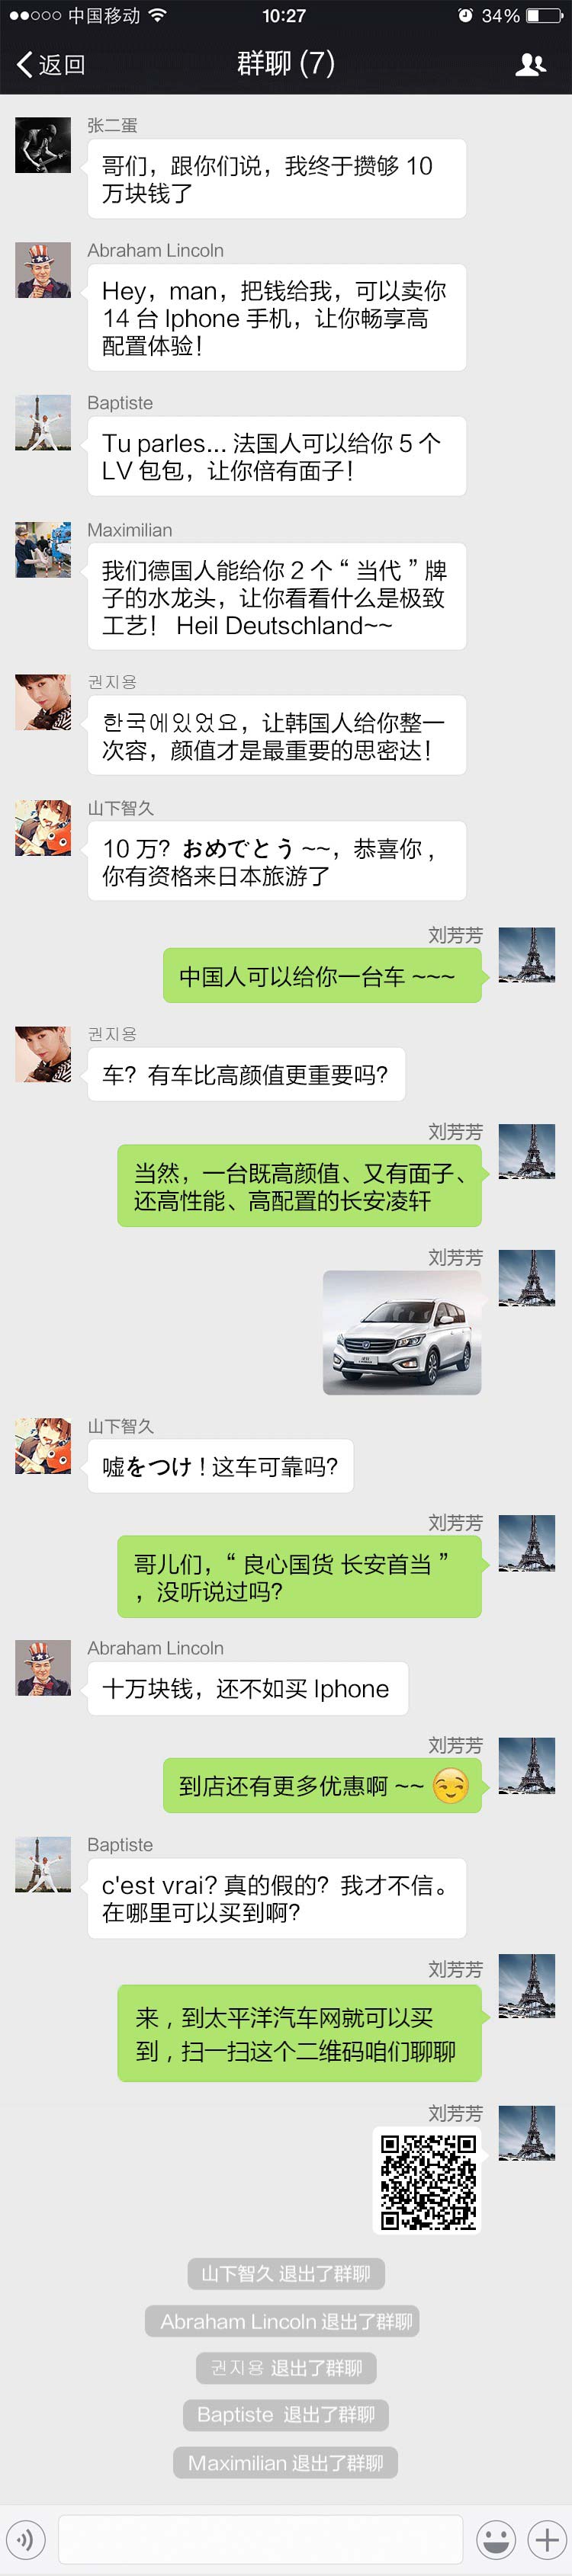 中国移动 10:27 34%
返回 群聊 (7)
张二蛋
哥们，跟你们说，我终于攒够 10
万块钱了
Abraham Lincoln
Hey，man，把钱给我，可以卖你
14 台 Iphone 手机，让你畅享高
配置体验！
Baptiste
Tu parles... 法国人可以给你 5 个
LV 包包，让你倍有面子！
Maximilian
我们德国人能给你 2 个 “ 当代 ” 牌
子的水龙头，让你看看什么是极致
工艺！ Heil Deutschland~~
권지용
한국에있었요，让韩国人给你整一
次容，颜值才是最重要的思密达！
山下智久
10 万？おめでとう ~~，恭喜你，
你有资格来日本旅游了
刘芳芳
中国人可以给你一台车 ~~~
권지용
车？有车比高颜值更重要吗？
刘芳芳
当然，一台既高颜值、又有面子、
还高性能、高配置的长安凌轩
刘芳芳
山下智久
嘘をつけ！这车可靠吗？
刘芳芳
哥儿们，“ 良心国货 长安首当 ”
，没听说过吗？
Abraham Lincoln
十万块钱，还不如买 Iphone
刘芳芳
到店还有更多优惠啊 ~~
Baptiste
c'est vrai？真的假的？我才不信。
在哪里可以买到啊？
刘芳芳
来，到太平洋汽车网就可以买
到，扫一扫这个二维码咱们聊聊
刘芳芳
山下智久 退出了群聊
Abraham Lincoln 退出了群聊
권지용 退出了群聊
Baptiste 退出了群聊
Maximilian 退出了群聊